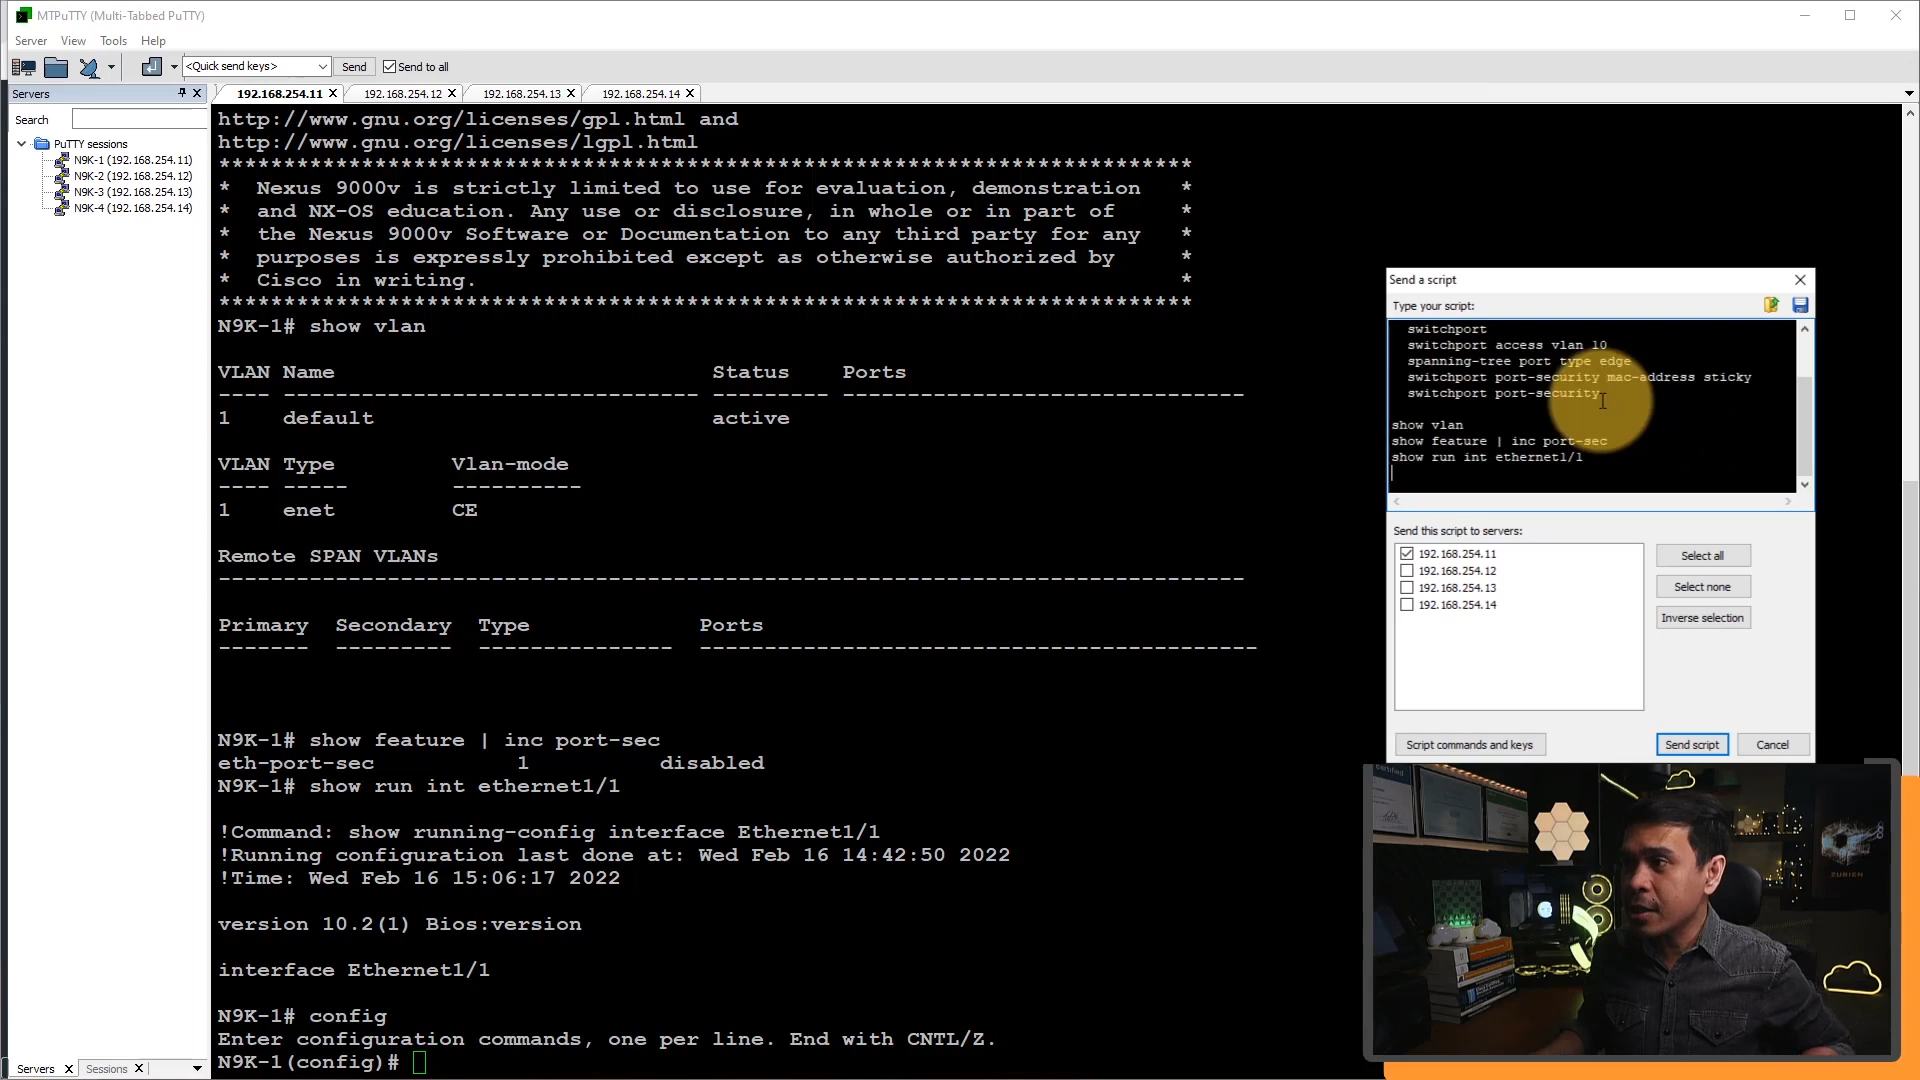 MTPuTTY (Multi-Tabbed PuTTY)
Server View Tools Help
<Quick send keys> Send Send to all
Servers
192.168.254.11 192.168.254.12 192.168.254.13 192.168.254.14
Search
PuTTY sessions
N9K-1 (192.168.254.11)
N9K-2 (192.168.254.12)
N9K-3 (192.168.254.13)
N9K-4 (192.168.254.14)
http://www.gnu.org/licenses/gpl.html and
http://www.gnu.org/licenses/lgpl.html
***************************************************************************
* Nexus 9000v is strictly limited to use for evaluation, demonstration *
* and NX-OS education. Any use or disclosure, in whole or in part of *
* the Nexus 9000v Software or Documentation to any third party for any *
* purposes is expressly prohibited except as otherwise authorized by *
* Cisco in writing. *
***************************************************************************
N9K-1# show vlan
VLAN Name Status Ports
---- -------------------------------- --------- -------------------------------
1 default active
VLAN Type Vlan-mode
---- ----- ----------
1 enet CE
Remote SPAN VLANs
-------------------------------------------------------------------------------
Primary Secondary Type Ports
------- --------- --------------- -------------------------------------------
N9K-1# show feature | inc port-sec
eth-port-sec 1 disabled
N9K-1# show run int ethernet1/1
!Command: show running-config interface Ethernet1/1
!Running configuration last done at: Wed Feb 16 14:42:50 2022
!Time: Wed Feb 16 15:06:17 2022
version 10.2(1) Bios:version
interface Ethernet1/1
N9K-1# config
Enter configuration commands, one per line. End with CNTL/Z.
N9K-1(config)#
Send a script
Type your script:
switchport
switchport access vlan 10
spanning-tree port type edge
switchport port-security mac-address sticky
switchport port-security
show vlan
show feature | inc port-sec
show run int ethernet1/1
Send this script to servers:
192.168.254.11
192.168.254.12
192.168.254.13
192.168.254.14
Select all
Select none
Inverse selection
Script commands and keys Send script Cancel
ZURIEN
Servers Sessions